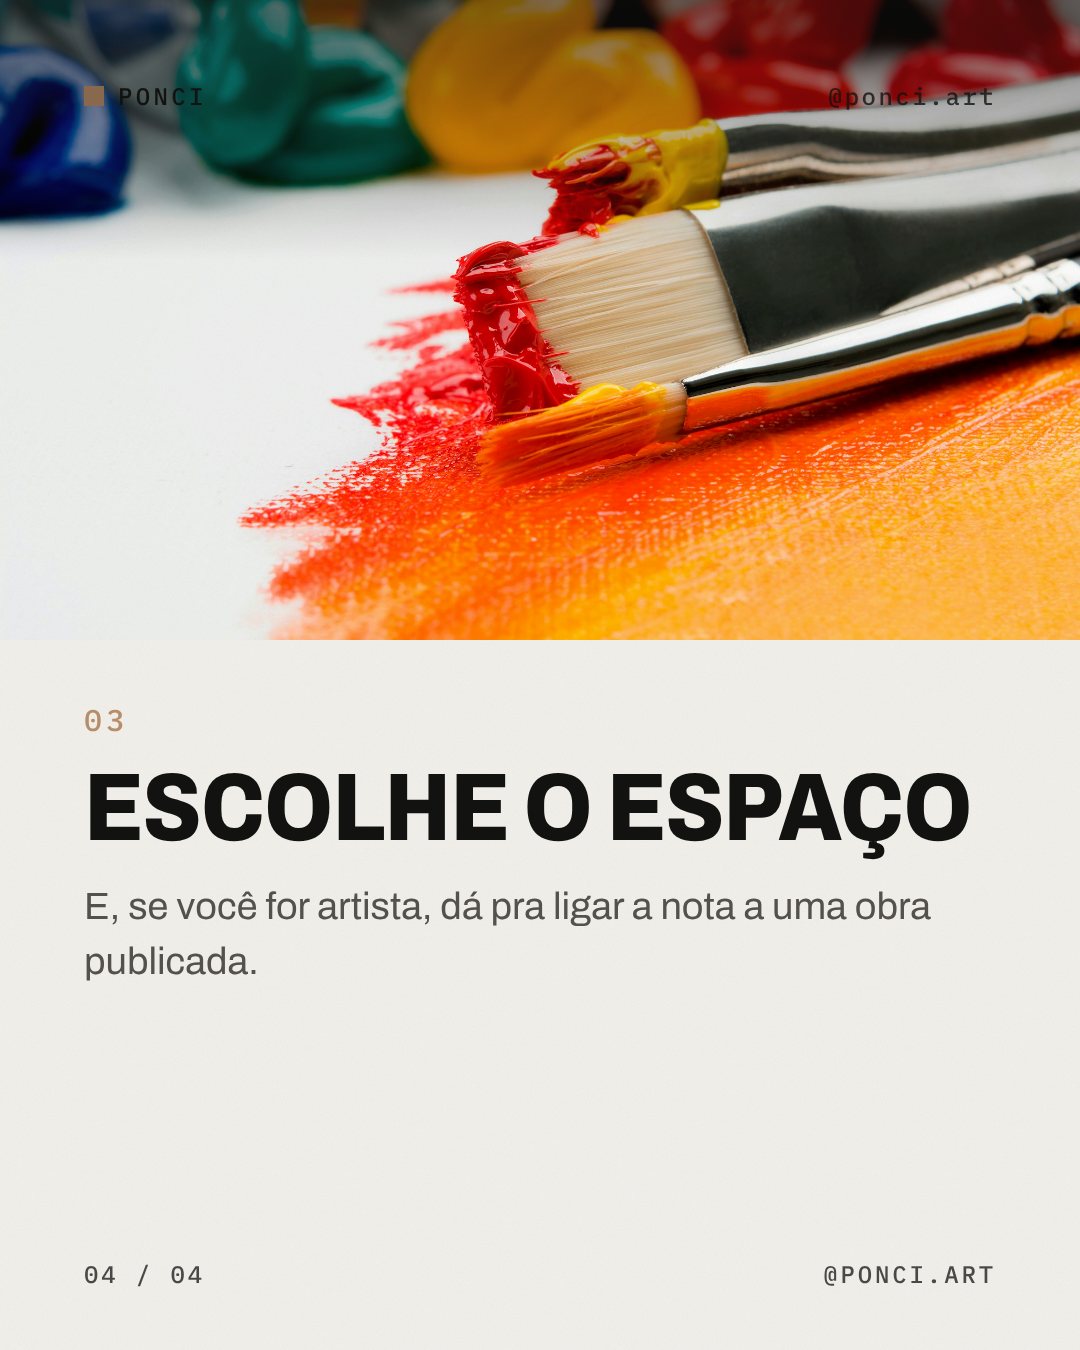 PONCI
@ponci.art
03
ESCOLHE O ESPAÇO
E, se você for artista, dá pra ligar a nota a uma obra
publicada.
04 / 04
@PONCI.ART